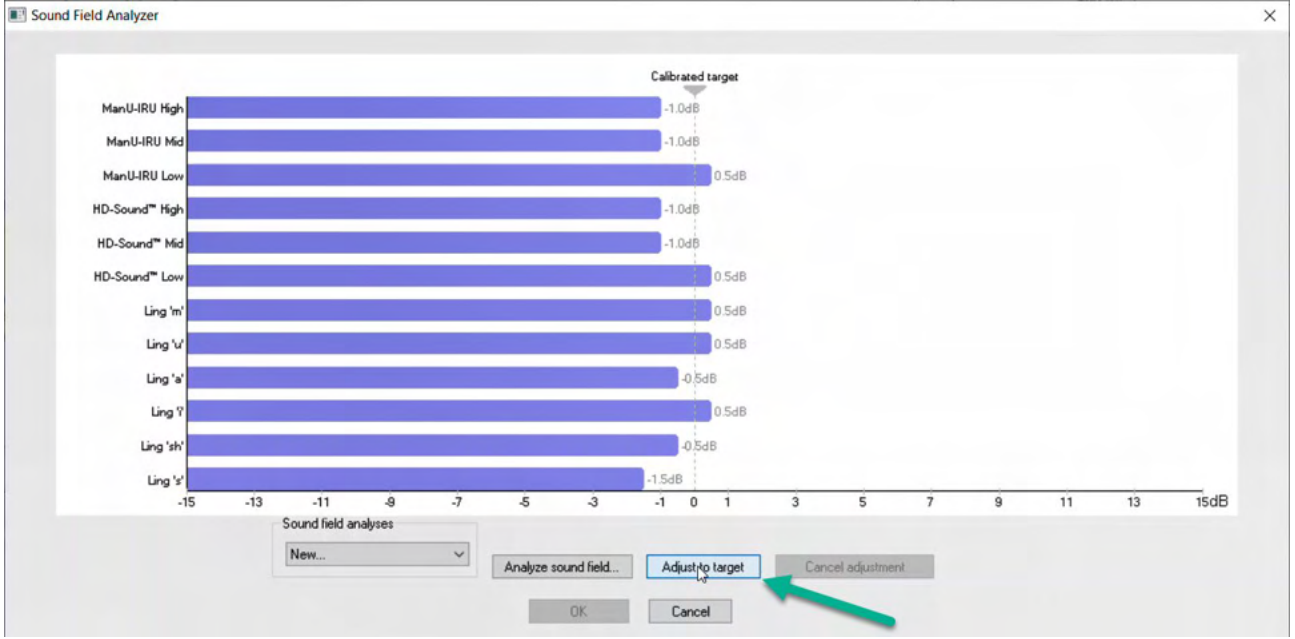 Sound Field Analyzer
Calibrated target
ManU-IRU High -1.0dB
ManU-IRU Mid -1.0dB
ManU-IRU Low 0.5dB
HD-Sound™ High -1.0dB
HD-Sound™ Mid -1.0dB
HD-Sound™ Low 0.5dB
Ling 'm' 0.5dB
Ling 'u' 0.5dB
Ling 'a' -0.5dB
Ling 'i' 0.5dB
Ling 'sh' -0.5dB
Ling 's' -1.5dB
-15 -13 -11 -9 -7 -5 -3 -1 0 1 3 5 7 9 11 13 15dB
Sound field analyses
New... Analyze sound field... Adjust to target Cancel adjustment
OK Cancel